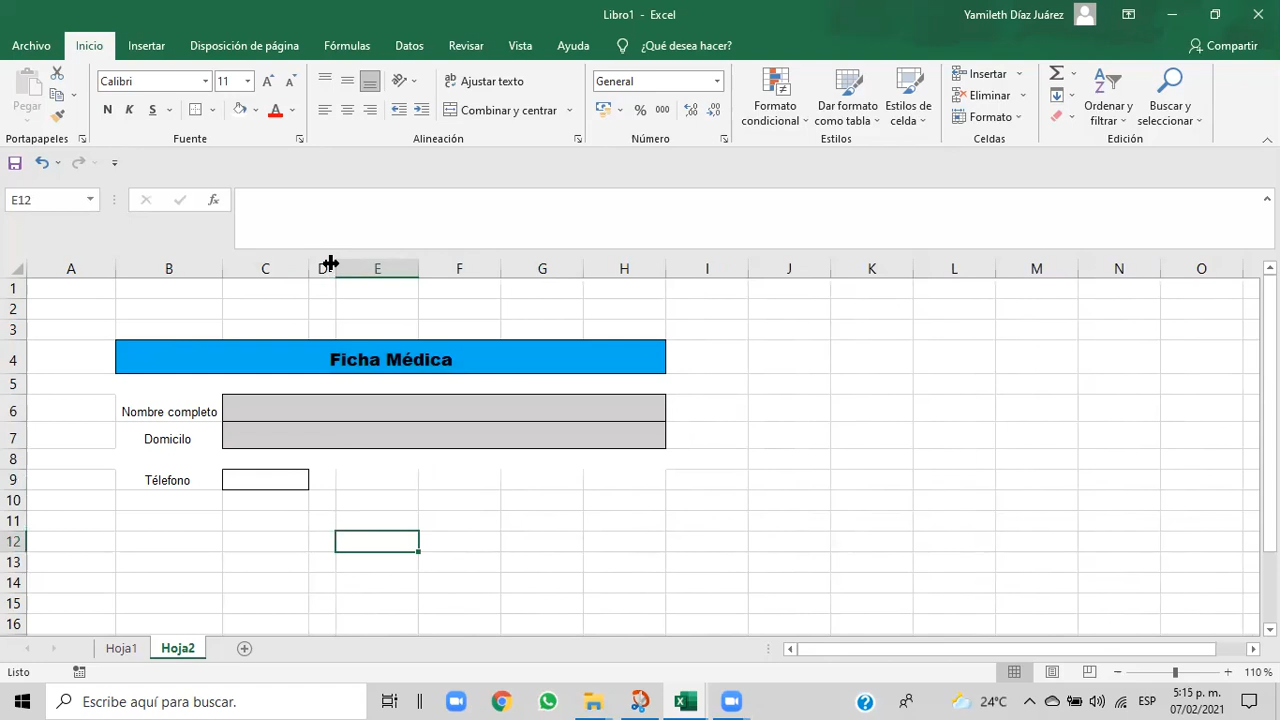 Libro1 - Excel
Yamileth Díaz Juárez
Archivo Inicio Insertar Disposición de página Fórmulas Datos Revisar Vista Ayuda ¿Qué desea hacer? Compartir
Pegar
Calibri 11
N K S
Ajustar texto
Combinar y centrar
General
% 000
Formato condicional
Dar formato como tabla
Estilos de celda
Insertar
Eliminar
Formato
Ordenar y filtrar
Buscar y seleccionar
Portapapeles Fuente Alineación Número Estilos Celdas Edición
E12 fx
A B C D E F G H I J K L M N O
1
2
3
4 Ficha Médica
5
6 Nombre completo
7 Domicilo
8
9 Télefono
10
11
12
13
14
15
16
Hoja1 Hoja2
Listo 110 %
Escribe aquí para buscar. 24°C ESP 5:15 p. m.
07/02/2021